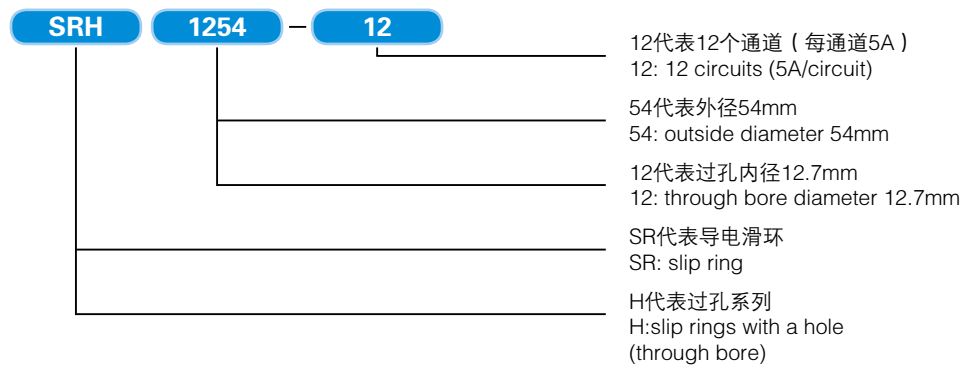 SRH 1254 – 12
12代表12个通道（每通道5A）
12: 12 circuits (5A/circuit)
54代表外径54mm
54: outside diameter 54mm
12代表过孔内径12.7mm
12: through bore diameter 12.7mm
SR代表导电滑环
SR: slip ring
H代表过孔系列
H:slip rings with a hole
(through bore)